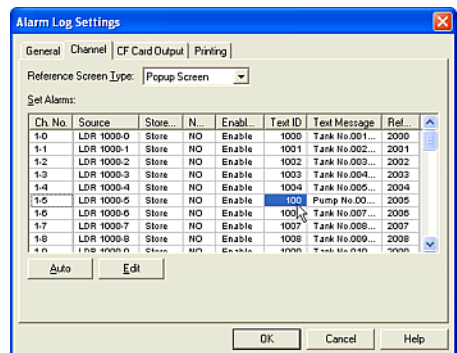 Alarm Log Settings
General Channel CF Card Output Printing
Reference Screen Type: Popup Screen
Set Alarms:
Ch. No. Source Store... N... Enabl... Text ID Text Message Ref...
1-0 LDR 1000-0 Store NO Enable 1000 Tank No.001... 2000
1-1 LDR 1000-1 Store NO Enable 1001 Tank No.002... 2001
1-2 LDR 1000-2 Store NO Enable 1002 Tank No.003... 2002
1-3 LDR 1000-3 Store NO Enable 1003 Tank No.004... 2003
1-4 LDR 1000-4 Store NO Enable 1004 Tank No.005... 2004
1-5 LDR 1000-5 Store NO Enable 100 Pump No.00... 2005
1-6 LDR 1000-6 Store NO Enable Tank No.007... 2006
1-7 LDR 1000-7 Store NO Enable 1007 Tank No.008... 2007
1-8 LDR 1000-8 Store NO Enable 1008 Tank No.009... 2008
Auto Edit
OK Cancel Help